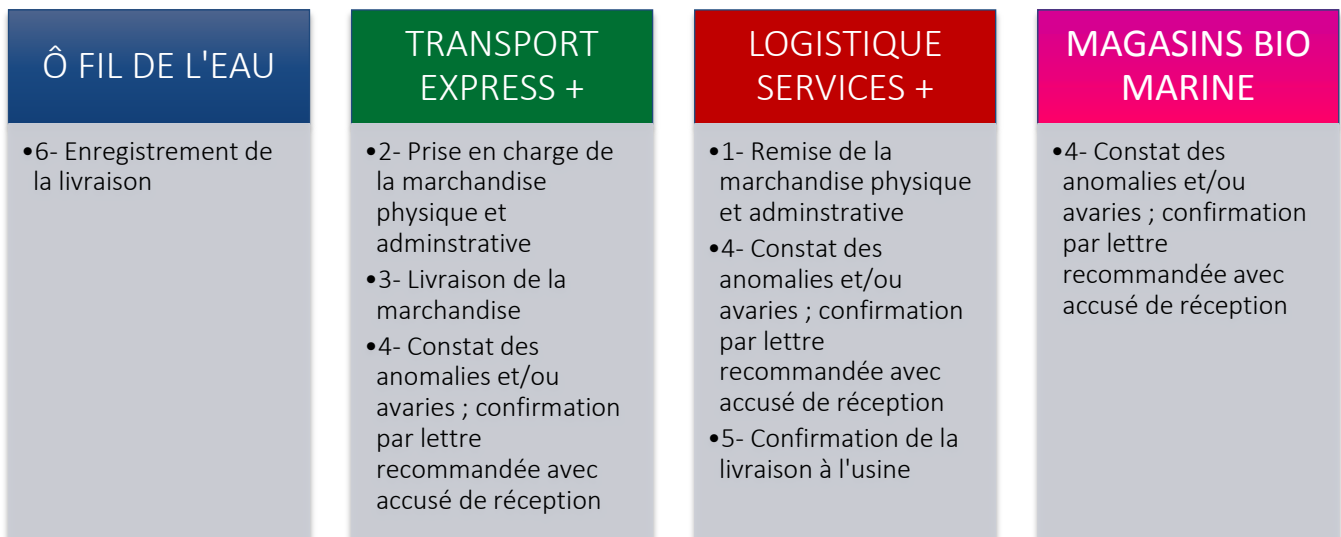 Ô FIL DE L'EAU
•6- Enregistrement de
la livraison
TRANSPORT
EXPRESS +
•2- Prise en charge de
la marchandise
physique et
adminstrative
•3- Livraison de la
marchandise
•4- Constat des
anomalies et/ou
avaries ; confirmation
par lettre
recommandée avec
accusé de réception
LOGISTIQUE
SERVICES +
•1- Remise de la
marchandise physique
et adminstrative
•4- Constat des
anomalies et/ou
avaries ; confirmation
par lettre
recommandée avec
accusé de réception
•5- Confirmation de la
livraison à l'usine
MAGASINS BIO
MARINE
•4- Constat des
anomalies et/ou
avaries ; confirmation
par lettre
recommandée avec
accusé de réception